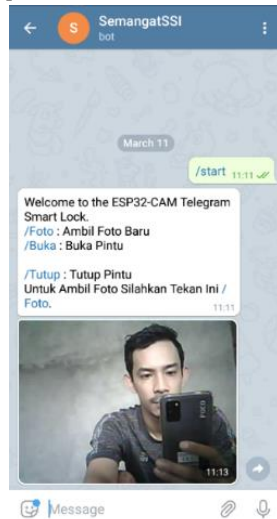 SemangatSSI
bot
March 11
/start 11:11
Welcome to the ESP32-CAM Telegram
Smart Lock.
/Foto : Ambil Foto Baru
/Buka : Buka Pintu
/Tutup : Tutup Pintu
Untuk Ambil Foto Silahkan Tekan Ini /
Foto.
11:11
POCO
11:13
Message